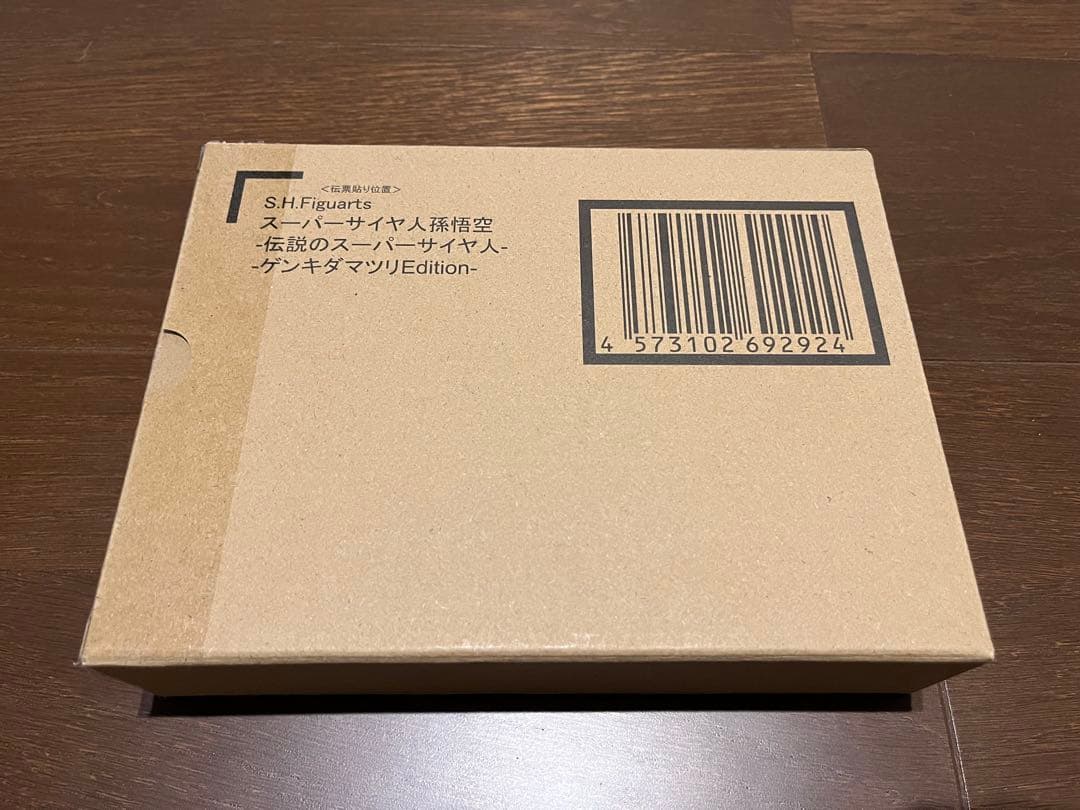 <伝票貼り位置>
S.H.Figuarts
スーパーサイヤ人孫悟空
-伝説のスーパーサイヤ人-
-ゲンキダマツリEdition-
4 573102 692924